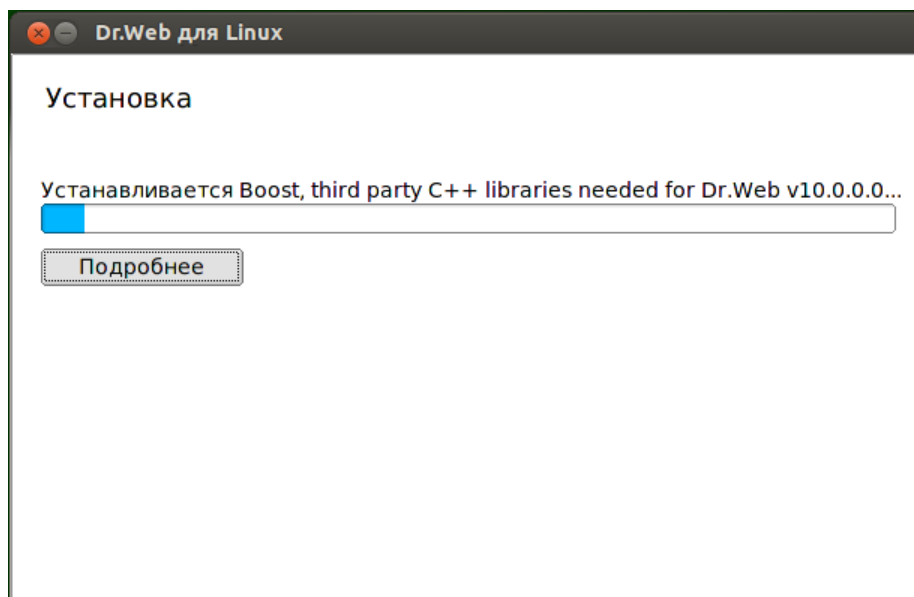 Dr.Web для Linux
Установка
Устанавливается Boost, third party C++ libraries needed for Dr.Web v10.0.0.0...
Подробнее